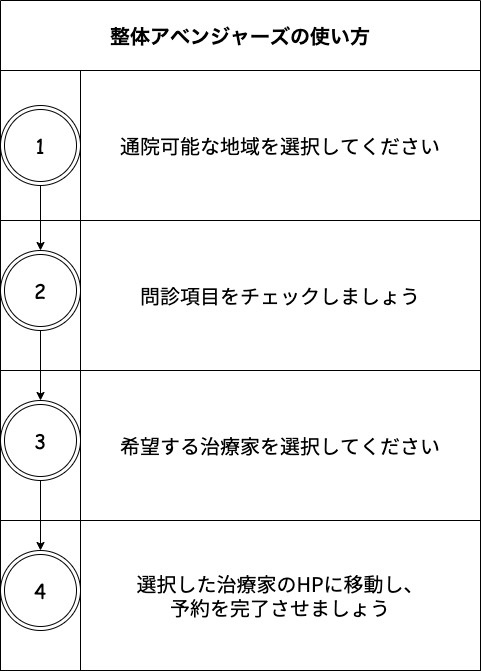 整体アベンジャーズの使い方
1
通院可能な地域を選択してください
2
問診項目をチェックしましょう
3
希望する治療家を選択してください
4
選択した治療家のHPに移動し、
予約を完了させましょう